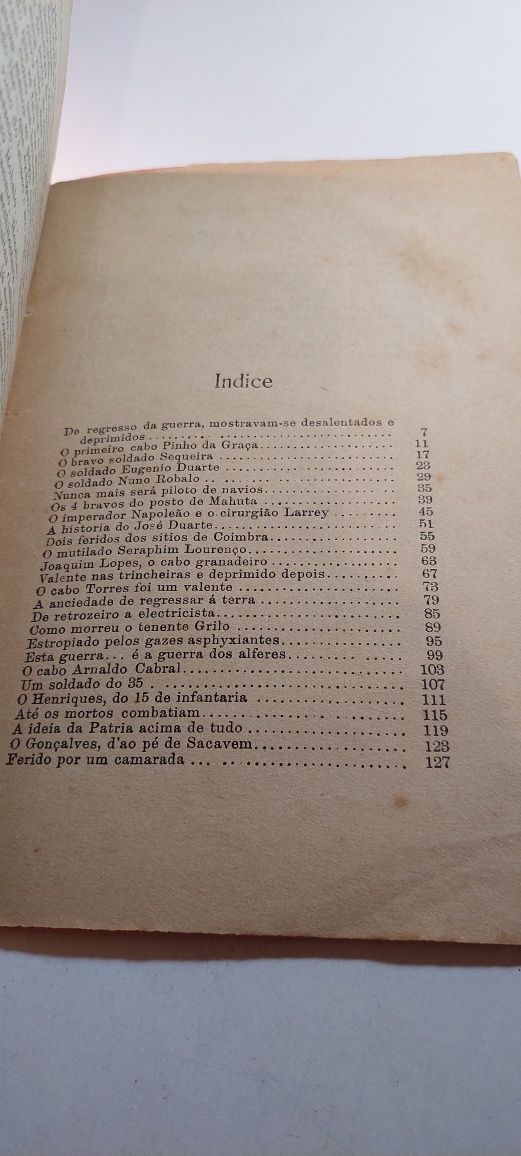 Indice
De regresso da guerra, mostravam-se desalentados e
deprimidos ......... ..................... 7
O primeiro cabo Pinho da Graça..................... 11
O bravo soldado Sequeira ......................... 17
O soldado Eugenio Duarte ........................ 23
O soldado Nuno Robalo .. ........................ 29
Nunca mais será piloto de navios................... 35
Os 4 bravos do posto de Mahuta ................... 39
O imperador Napoleão e o cirurgião Larrey .......... 45
A historia do José Duarte.......................... 51
Dois feridos dos sitios de Coimbra.................. 55
O mutilado Seraphim Lourenço..................... 59
Joaquim Lopes, o cabo granadeiro .................. 63
Valente nas trincheiras e deprimido depois........... 67
O cabo Torres foi um valente ...................... 73
A anciedade de regressar á terra ................... 79
De retrozeiro a electricista......................... 85
Como morreu o tenente Grilo ...................... 89
Estropiado pelos gazes asphyxiantes................ 95
Esta guerra... é a guerra dos alferes ................ 99
O cabo Arnaldo Cabral............................ 103
Um soldado do 35 ............................... 107
O Henriques, do 15 de infantaria ................... 111
Até os mortos combatiam.......................... 115
A ideia da Patria acima de tudo .................... 119
O Gonçalves, d'ao pé de Sacavem................... 123
Ferido por um camarada ... .. ..................... 127